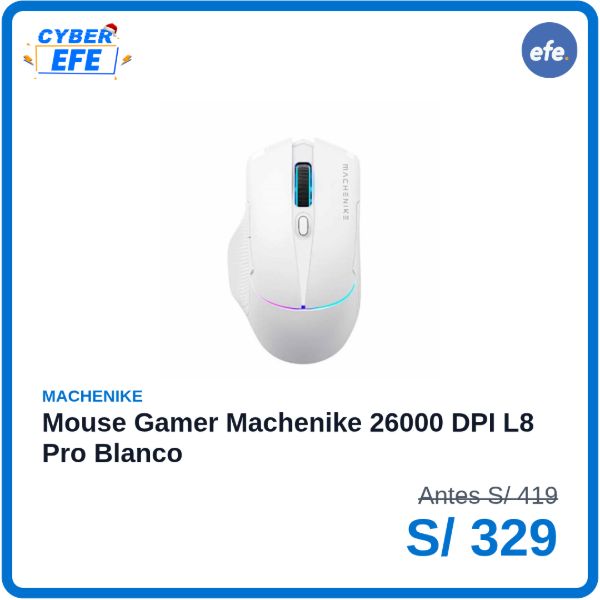 CYBER
EFE
efe.
MACHENIKE
MACHENIKE
Mouse Gamer Machenike 26000 DPI L8
Pro Blanco
Antes S/ 419
S/ 329